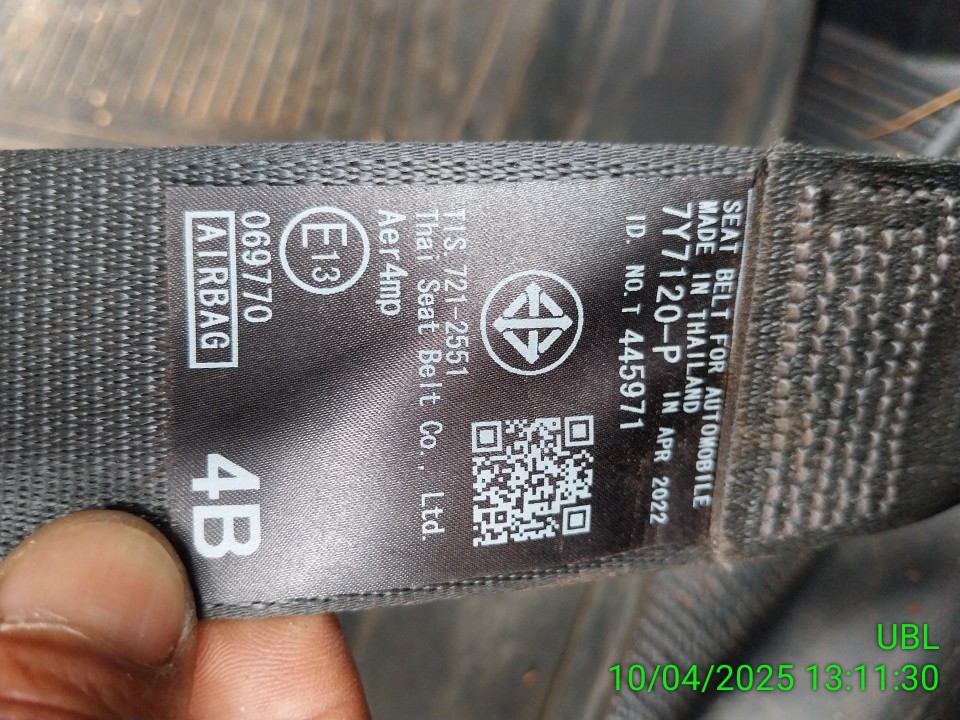 SEAT BELT FOR AUTOMOBILE
MADE IN THAILAND
7Y7120-P IN APR 2022
ID. NO. T 445971
TIS: 721-2551
Thai Seat Belt Co., Ltd.
Aer4mp
E13
069770
AIRBAG
4B
UBL
10/04/2025 13:11:30